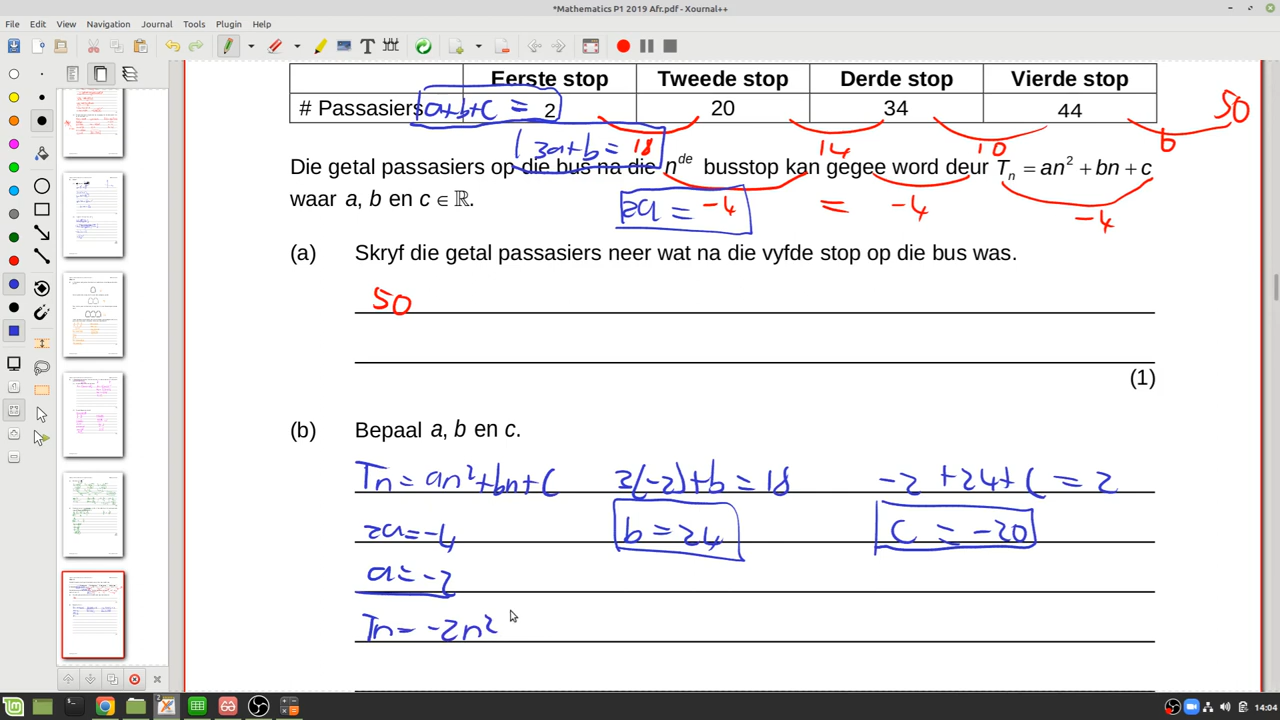 *Mathematics P1 2019 Afr.pdf - Xournal++
File Edit View Navigation Journal Tools Plugin Help
Eerste stop Tweede stop Derde stop Vierde stop
# Passasiers a+b+c = 2 20 34 44 50
3a+b = 18 14 10 6
Die getal passasiers op die bus na die nde busstop kan gegee word deur Tn = an² + bn + c
waar a, b en c ∈ ℝ. 2a = -4 = -4 -4
(a) Skryf die getal passasiers neer wat na die vyfde stop op die bus was.
50
(1)
(b) Bepaal a, b en c.
Tn = an²+bn+c 3(-2)+b = 18 -2 +24+c = 2
2a = -4 b = 24 c = -20
a = -2
Tn = -2n²
14:04